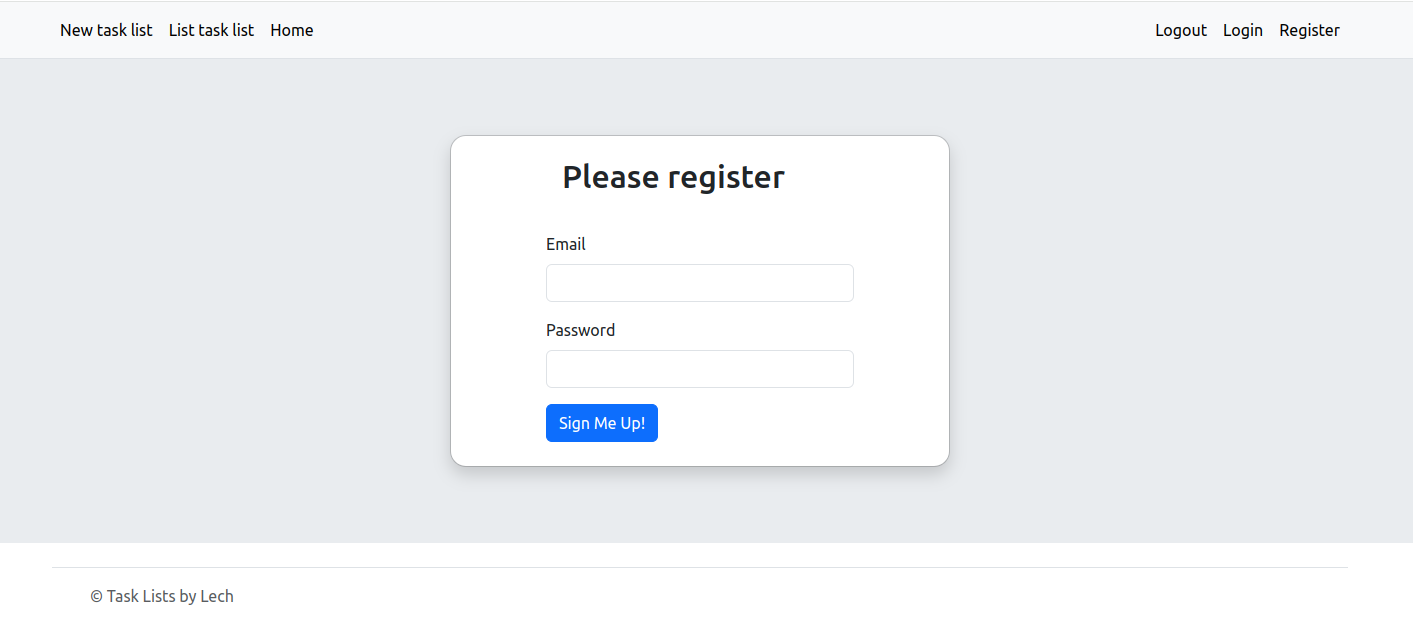 New task list List task list Home Logout Login Register
Please register
Email
Password
Sign Me Up!
© Task Lists by Lech